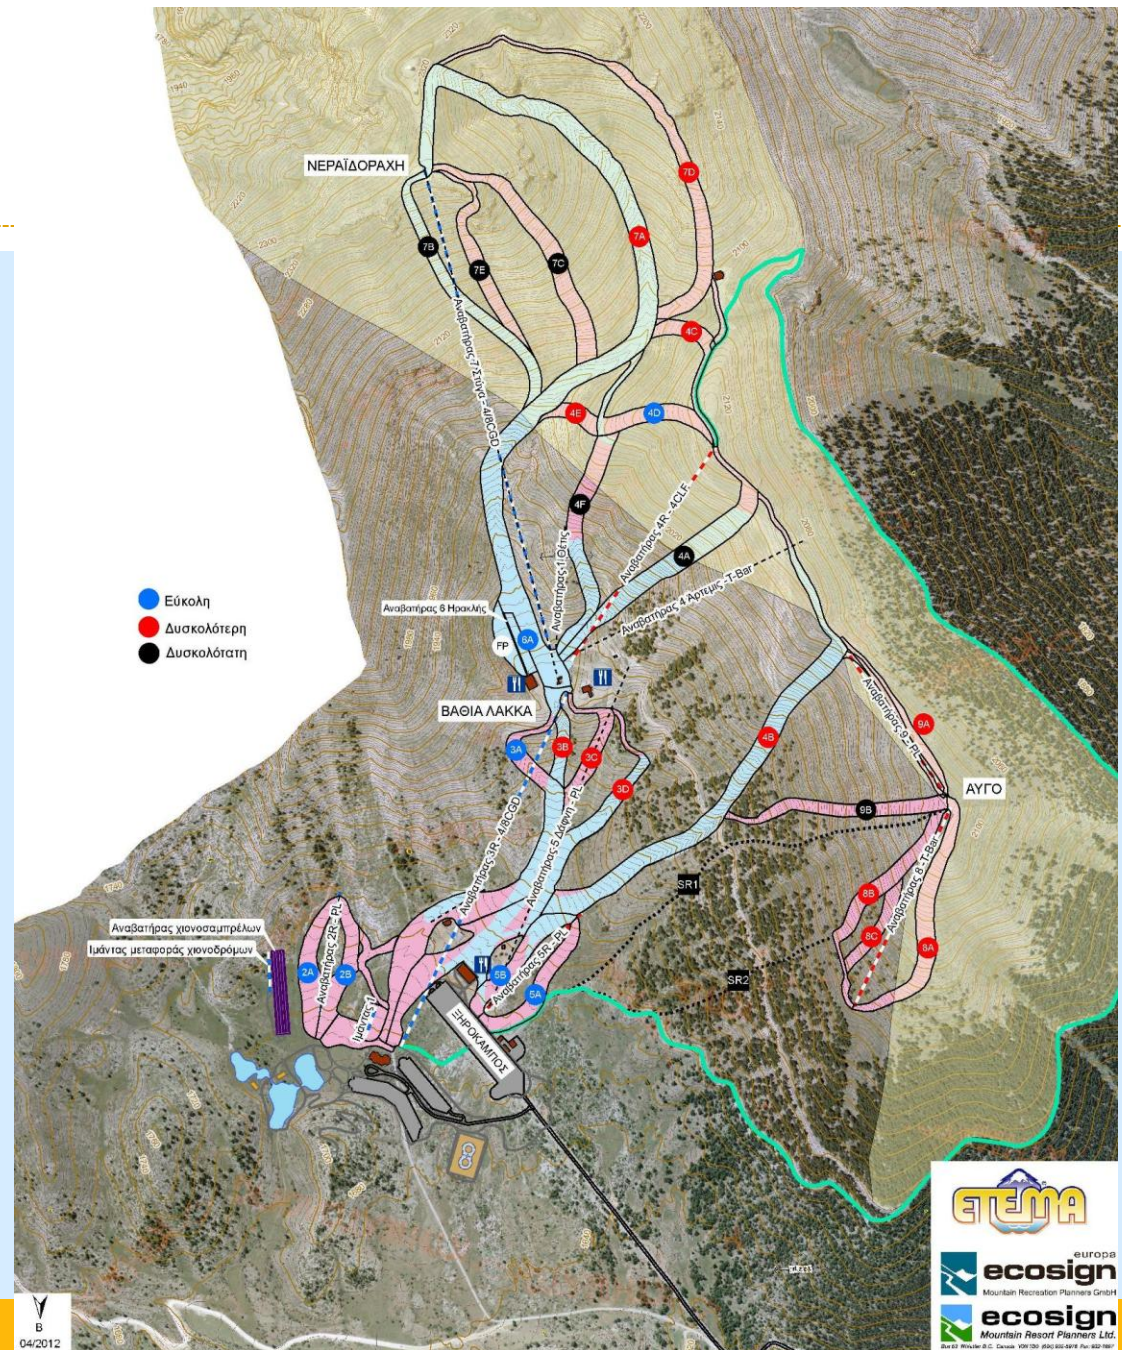 ΝΕΡΑΪΔΟΡΑΧΗ
7D
7A
7B
7C
7E
Αναβατήρας 7 Στύγα - 4/8CGD
4C
4E
4D
4F
Αναβατήρας 1 Θέτις
Αναβατήρας 4R - 4CLF
4A
Αναβατήρας 4 Άρτεμις -T-Bar
Εύκολη
Δυσκολότερη
Δυσκολότατη
Αναβατήρας 6 Ηρακλής
6A
FP
ΒΑΘΙΑ ΛΑΚΚΑ
3A
3B
3C
3D
4B
Αναβατήρας 9 - PL
9A
ΑΥΓΟ
9B
Αναβατήρας 3R - 4/8CGD
Αναβατήρας 5 Δάφνη - PL
Αναβατήρας 8 -T-Bar
SR1
8B
8C
8A
SR2
Αναβατήρας χιονοσαμπρέλων
Ιμάντας μεταφοράς χιονοδρόμων
2A
Αναβατήρας 2R - PL
2B
Ιμάντας 1
5B
Αναβατήρας 5R - PL
5A
ΞΗΡΟΚΑΜΠΟΣ
ΕΤΕΜΑ
europa
ecosign
Mountain Recreation Planners GmbH
ecosign
Mountain Resort Planners Ltd.
B
04/2012